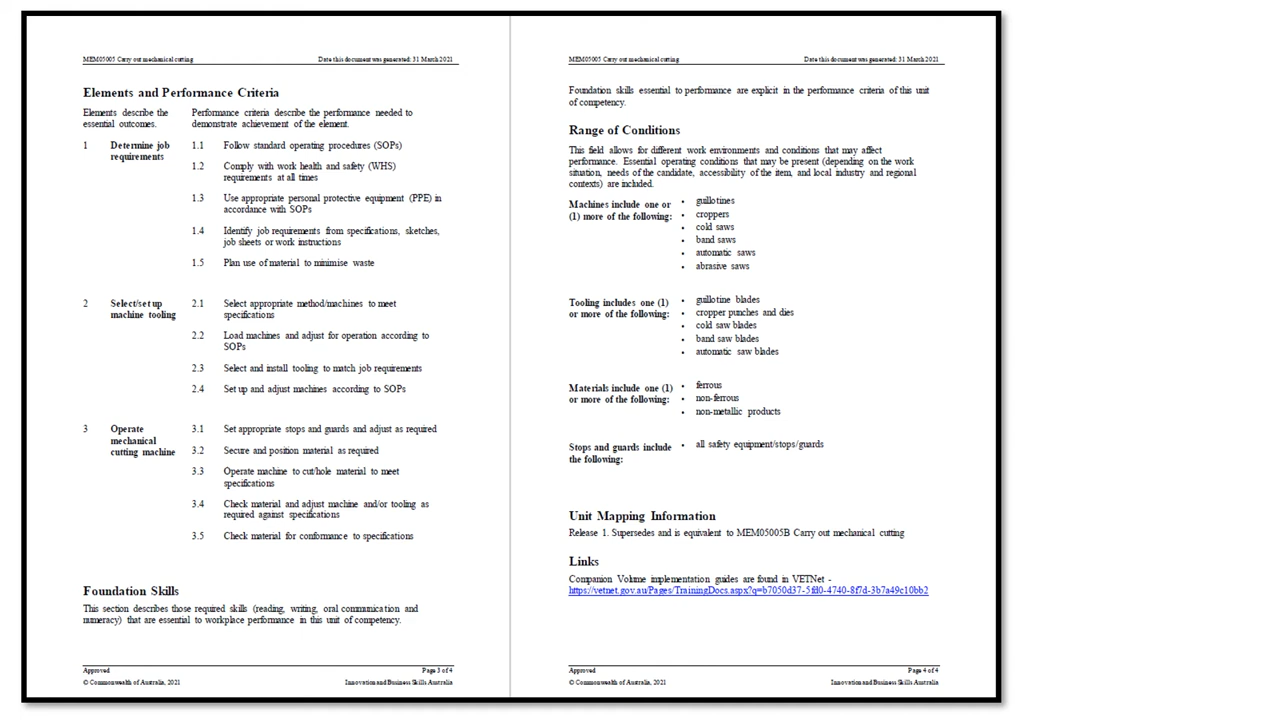 MEM05005 Carry out mechanical cutting Date this document was generated: 31 March 2021
Elements and Performance Criteria
Elements describe the
essential outcomes.
Performance criteria describe the performance needed to
demonstrate achievement of the element.
1 Determine job
requirements
1.1 Follow standard operating procedures (SOPs)
1.2 Comply with work health and safety (WHS)
requirements at all times
1.3 Use appropriate personal protective equipment (PPE) in
accordance with SOPs
1.4 Identify job requirements from specifications, sketches,
job sheets or work instructions
1.5 Plan use of material to minimise waste
2 Select/set up
machine tooling
2.1 Select appropriate method/machines to meet
specifications
2.2 Load machines and adjust for operation according to
SOPs
2.3 Select and install tooling to match job requirements
2.4 Set up and adjust machines according to SOPs
3 Operate
mechanical
cutting machine
3.1 Set appropriate stops and guards and adjust as required
3.2 Secure and position material as required
3.3 Operate machine to cut/hole material to meet
specifications
3.4 Check material and adjust machine and/or tooling as
required against specifications
3.5 Check material for conformance to specifications
Foundation Skills
This section describes those required skills (reading, writing, oral communication and
numeracy) that are essential to workplace performance in this unit of competency.
Approved Page 3 of 4
© Commonwealth of Australia, 2021 Innovation and Business Skills Australia
MEM05005 Carry out mechanical cutting Date this document was generated: 31 March 2021
Foundation skills essential to performance are explicit in the performance criteria of this unit
of competency.
Range of Conditions
This field allows for different work environments and conditions that may affect
performance. Essential operating conditions that may be present (depending on the work
situation, needs of the candidate, accessibility of the item, and local industry and regional
contexts) are included.
Machines include one or
(1) more of the following:
• guillotines
• croppers
• cold saws
• band saws
• automatic saws
• abrasive saws
Tooling includes one (1)
or more of the following:
• guillotine blades
• cropper punches and dies
• cold saw blades
• band saw blades
• automatic saw blades
Materials include one (1)
or more of the following:
• ferrous
• non-ferrous
• non-metallic products
Stops and guards include
the following:
• all safety equipment/stops/guards
Unit Mapping Information
Release 1. Supersedes and is equivalent to MEM05005B Carry out mechanical cutting
Links
Companion Volume implementation guides are found in VETNet -
https://vetnet.gov.au/Pages/TrainingDocs.aspx?q=b7050d37-5fd0-4740-8f7d-3b7a49c10bb2
Approved Page 4 of 4
© Commonwealth of Australia, 2021 Innovation and Business Skills Australia